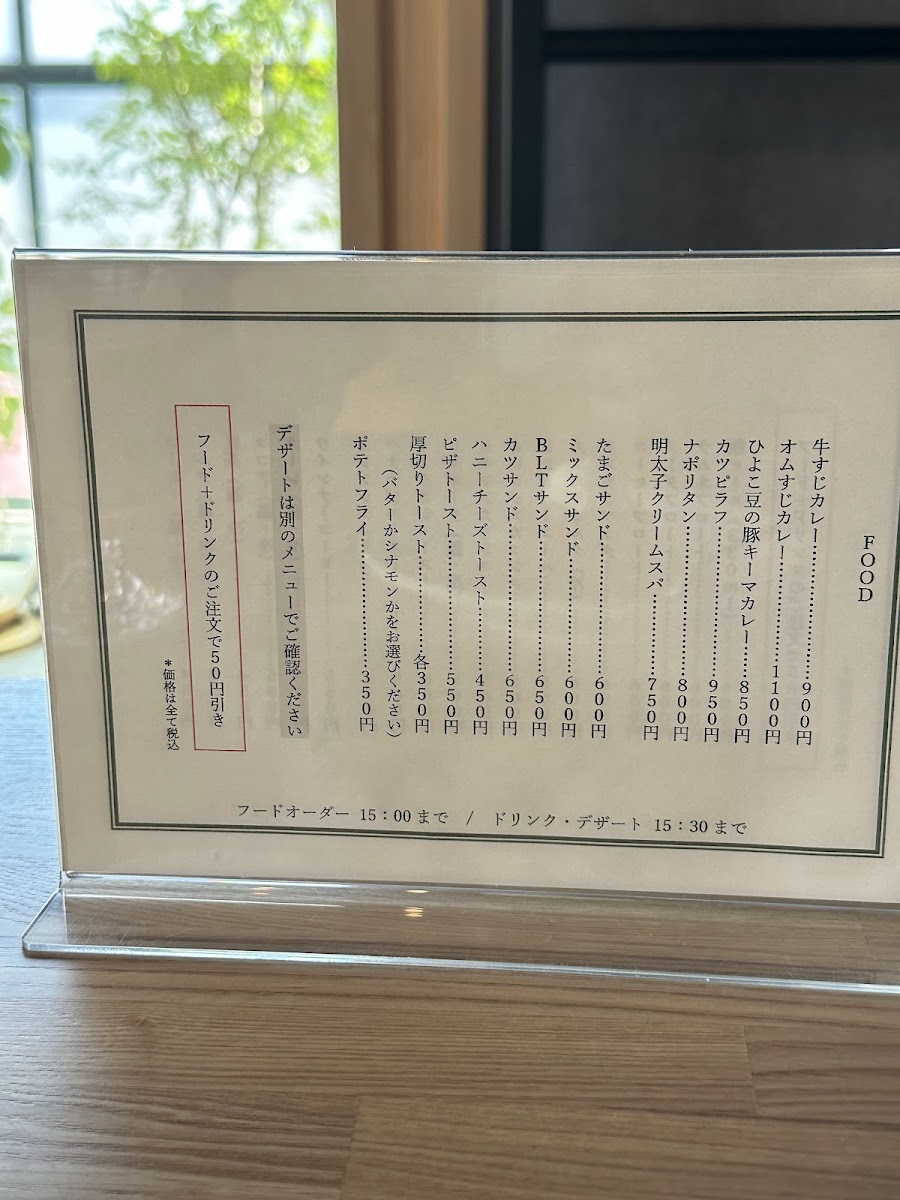 FOOD
牛すじカレー……………900円
オムすじカレー…………1100円
ひよこ豆の豚キーマカレー……850円
カツピラフ………………950円
ナポリタン………………800円
明太子クリームスパ………750円
たまごサンド……………600円
ミックスサンド…………600円
BLTサンド………………650円
カツサンド………………650円
ハニーチーズトースト………450円
ピザトースト……………550円
厚切りトースト…………各350円
(バターかシナモンかをお選びください)
ポテトフライ……………350円
デザートは別のメニューでご確認ください
フード+ドリンクのご注文で50円引き
*価格は全て税込
フードオーダー 15:00まで / ドリンク・デザート 15:30まで